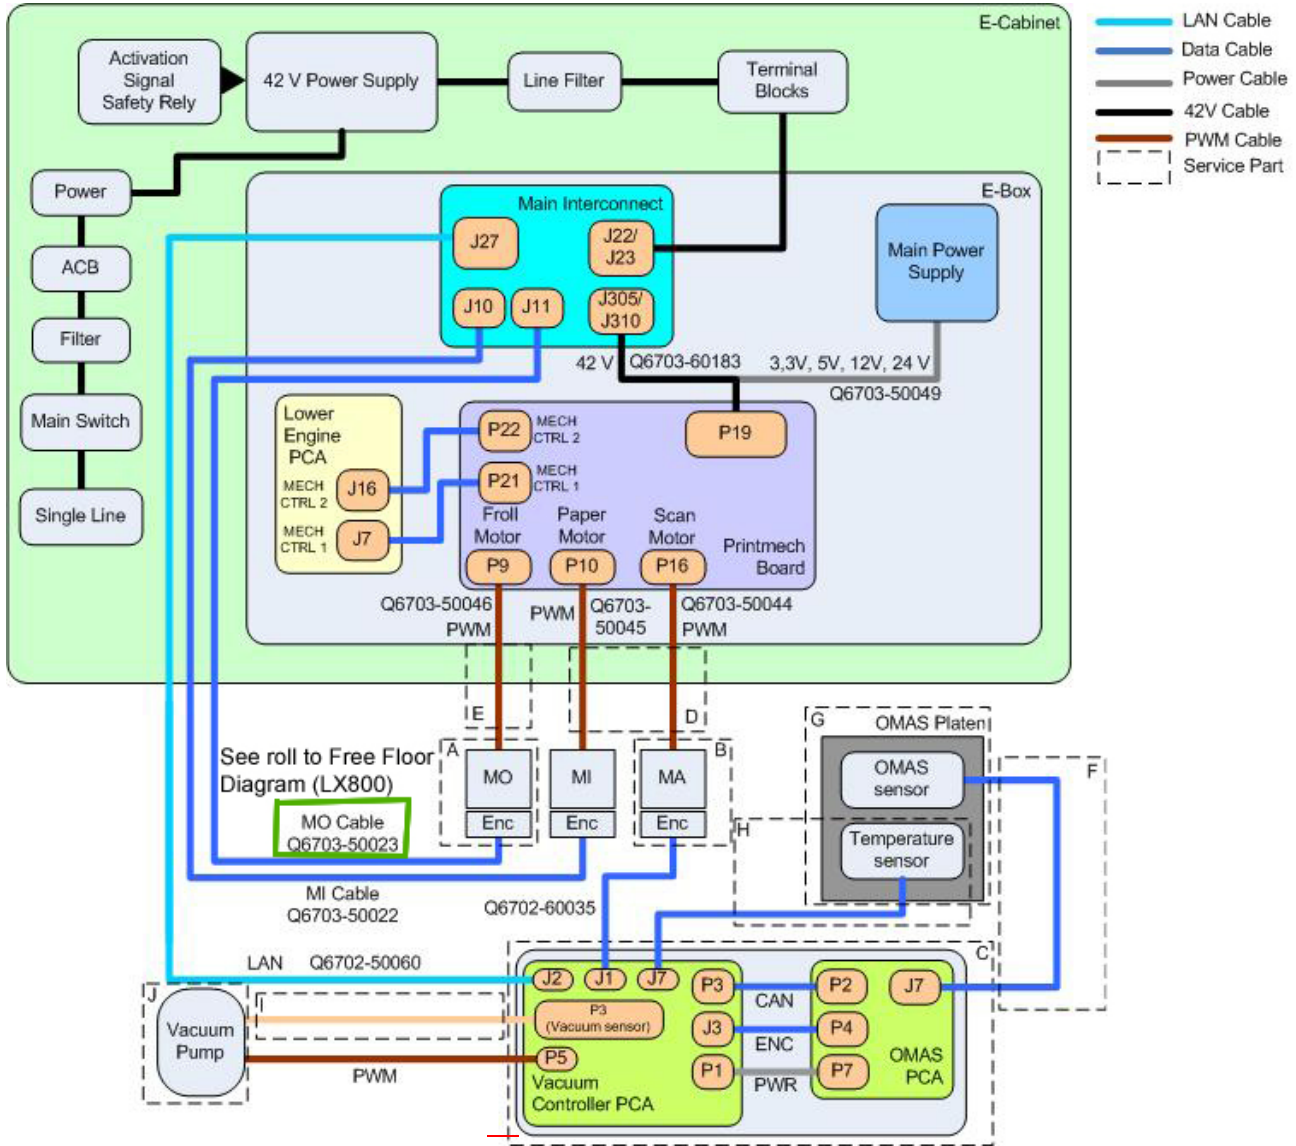 E-Cabinet
LAN Cable
Data Cable
Power Cable
42V Cable
PWM Cable
Service Part
Activation
Signal
Safety Rely
42 V Power Supply
Line Filter
Terminal
Blocks
Power
ACB
Filter
Main Switch
Single Line
E-Box
Main Interconnect
J27
J22/
J23
J10
J11
J305/
J310
Main Power
Supply
42 V
Q6703-60183
3,3V, 5V, 12V, 24 V
Q6703-50049
Lower
Engine
PCA
MECH
CTRL 2
J16
MECH
CTRL 1
J7
P22
MECH
CTRL 2
P21
MECH
CTRL 1
P19
Froll
Motor
Paper
Motor
Scan
Motor
Printmech
Board
P9
P10
P16
Q6703-50046
PWM
PWM
Q6703-
50045
Q6703-50044
PWM
E
D
See roll to Free Floor
Diagram (LX800)
A
MO
Enc
MI
Enc
B
MA
Enc
MO Cable
Q6703-50023
MI Cable
Q6703-50022
Q6702-60035
G
OMAS Platen
OMAS
sensor
H
Temperature
sensor
F
LAN
Q6702-50060
C
J2
J1
J7
P3
CAN
P2
J7
J
I
Vacuum
Pump
P3
(Vacuum sensor)
J3
ENC
P4
PWM
P5
P1
PWR
P7
Vacuum
Controller PCA
OMAS
PCA